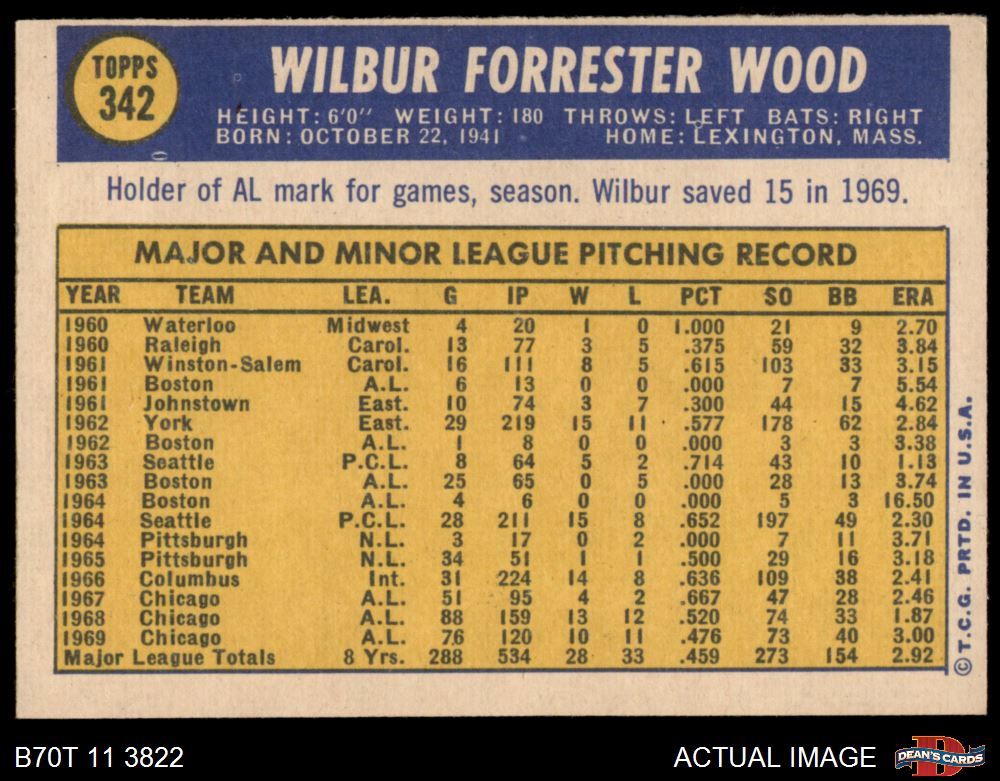 TOPPS
342
WILBUR FORRESTER WOOD
HEIGHT: 6'0" WEIGHT: 180 THROWS: LEFT BATS: RIGHT
BORN: OCTOBER 22, 1941 HOME: LEXINGTON, MASS.
Holder of AL mark for games, season. Wilbur saved 15 in 1969.
MAJOR AND MINOR LEAGUE PITCHING RECORD
YEAR TEAM LEA. G IP W L PCT SO BB ERA
1960 Waterloo Midwest 4 20 1 0 1.000 21 9 2.70
1960 Raleigh Carol. 13 77 3 5 .375 59 32 3.84
1961 Winston-Salem Carol. 16 111 8 5 .615 103 33 3.15
1961 Boston A.L. 6 13 0 0 .000 7 7 5.54
1961 Johnstown East. 10 74 3 7 .300 44 15 4.62
1962 York East. 29 219 15 11 .577 178 62 2.84
1962 Boston A.L. 1 8 0 0 .000 3 3 3.38
1963 Seattle P.C.L. 8 64 5 2 .714 43 10 1.13
1963 Boston A.L. 25 65 0 5 .000 28 13 3.74
1964 Boston A.L. 4 6 0 0 .000 5 3 16.50
1964 Seattle P.C.L. 28 211 15 8 .652 197 49 2.30
1964 Pittsburgh N.L. 3 17 0 2 .000 7 11 3.71
1965 Pittsburgh N.L. 34 51 1 1 .500 29 16 3.18
1966 Columbus Int. 31 224 14 8 .636 109 38 2.41
1967 Chicago A.L. 51 95 4 2 .667 47 28 2.46
1968 Chicago A.L. 88 159 13 12 .520 74 33 1.87
1969 Chicago A.L. 76 120 10 11 .476 73 40 3.00
Major League Totals 8 Yrs. 288 534 28 33 .459 273 154 2.92
© T.C.G. PRTD. IN U.S.A.
B70T 11 3822
ACTUAL IMAGE
D
DEAN'S CARDS